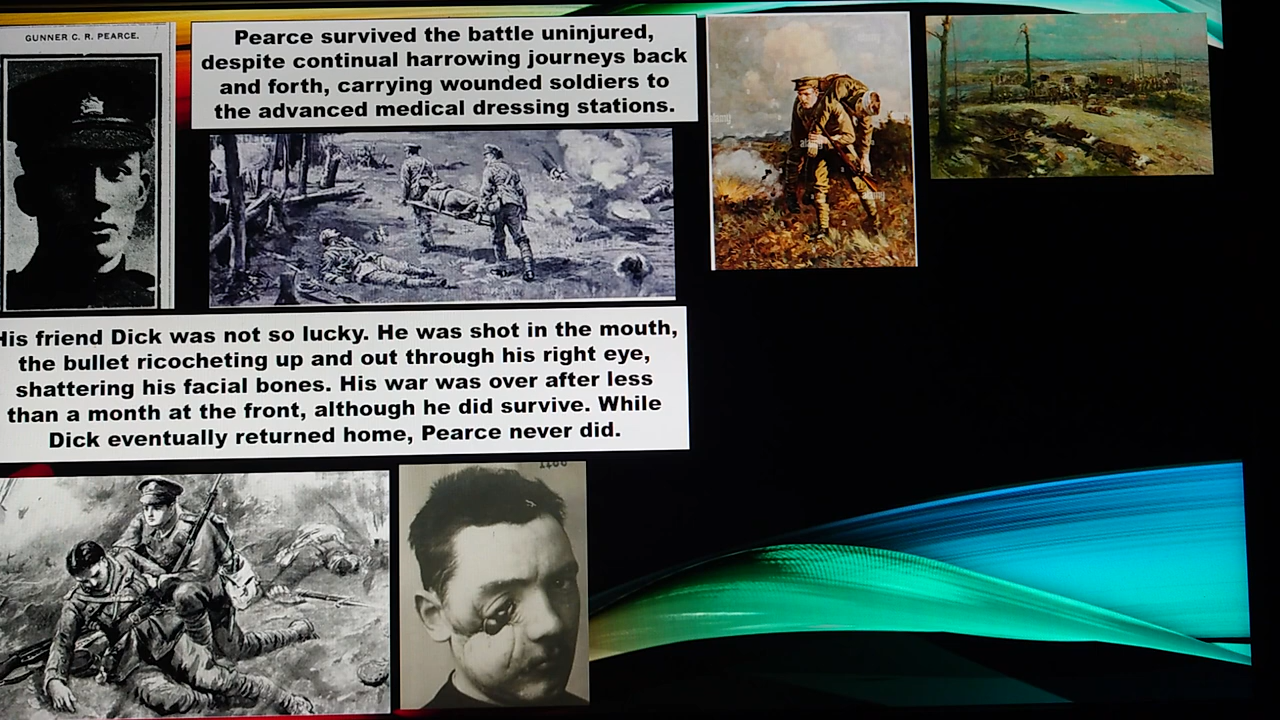 GUNNER C. R. PEARCE.
Pearce survived the battle uninjured,
despite continual harrowing journeys back
and forth, carrying wounded soldiers to
the advanced medical dressing stations.
alamy
alamy
alamy
His friend Dick was not so lucky. He was shot in the mouth,
the bullet ricocheting up and out through his right eye,
shattering his facial bones. His war was over after less
than a month at the front, although he did survive. While
Dick eventually returned home, Pearce never did.